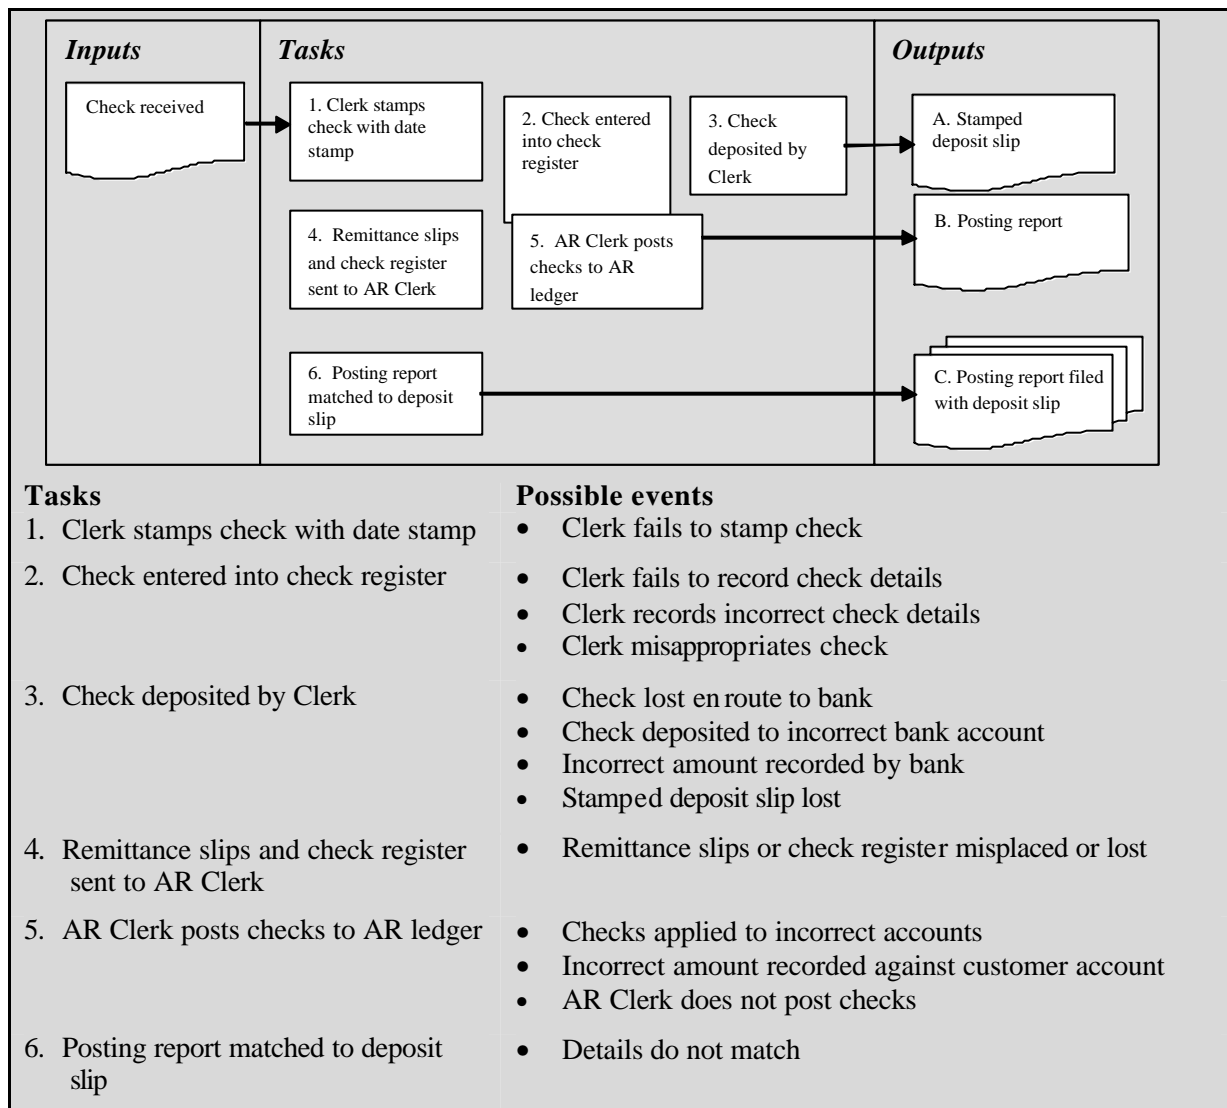 Inputs
Tasks
Outputs
Check received
1. Clerk stamps
check with date
stamp
2. Check entered
into check
register
3. Check
deposited by
Clerk
A. Stamped
deposit slip
4. Remittance slips
and check register
sent to AR Clerk
5. AR Clerk posts
checks to AR
ledger
B. Posting report
6. Posting report
matched to deposit
slip
C. Posting report filed
with deposit slip
Tasks
Possible events
1. Clerk stamps check with date stamp
• Clerk fails to stamp check
2. Check entered into check register
• Clerk fails to record check details
• Clerk records incorrect check details
• Clerk misappropriates check
3. Check deposited by Clerk
• Check lost en route to bank
• Check deposited to incorrect bank account
• Incorrect amount recorded by bank
• Stamped deposit slip lost
4. Remittance slips and check register
sent to AR Clerk
• Remittance slips or check register misplaced or lost
5. AR Clerk posts checks to AR ledger
• Checks applied to incorrect accounts
• Incorrect amount recorded against customer account
• AR Clerk does not post checks
6. Posting report matched to deposit
slip
• Details do not match